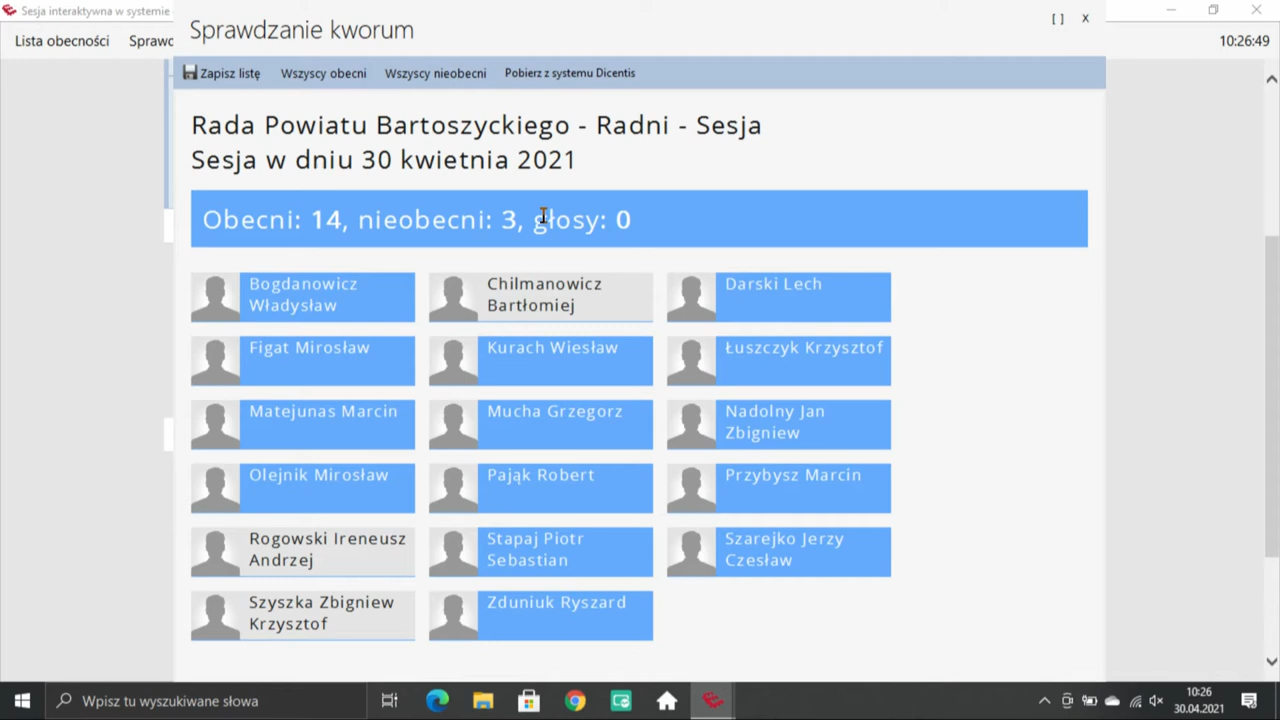 Sesja interaktywna w systemie
Sprawdzanie kworum
[ ] X
Lista obecności
10:26:49
Zapisz listę Wszyscy obecni Wszyscy nieobecni Pobierz z systemu Dicentis
Rada Powiatu Bartoszyckiego - Radni - Sesja
Sesja w dniu 30 kwietnia 2021
Obecni: 14, nieobecni: 3, głosy: 0
Bogdanowicz
Władysław
Chilmanowicz
Bartłomiej
Darski Lech
Figat Mirosław
Kurach Wiesław
Łuszczyk Krzysztof
Matejunas Marcin
Mucha Grzegorz
Nadolny Jan
Zbigniew
Olejnik Mirosław
Pająk Robert
Przybysz Marcin
Rogowski Ireneusz
Andrzej
Stapaj Piotr
Sebastian
Szarejko Jerzy
Czesław
Szyszka Zbigniew
Krzysztof
Zduniuk Ryszard
Wpisz tu wyszukiwane słowa
10:26
30.04.2021